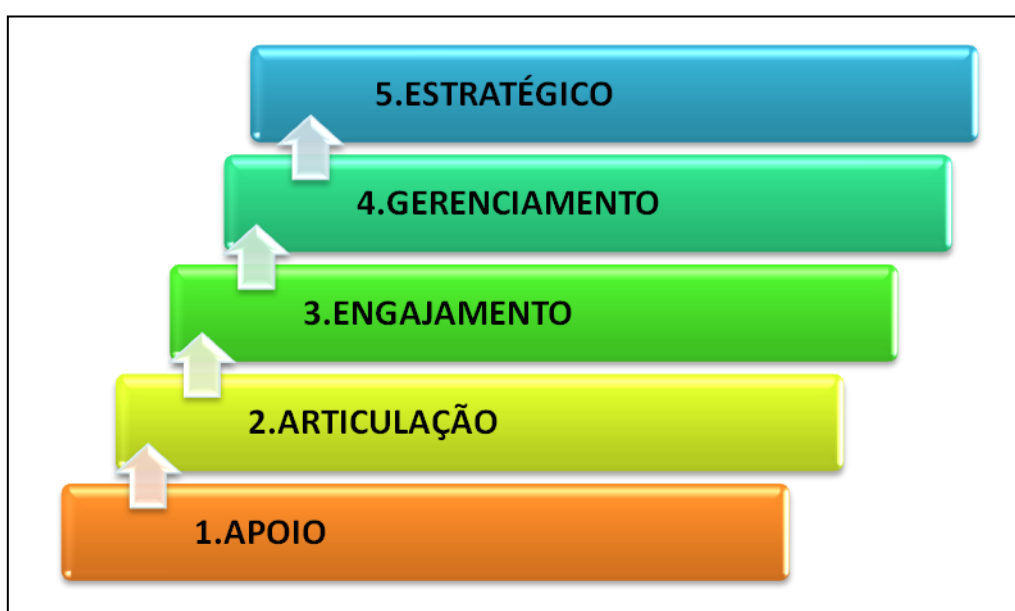 5.ESTRATÉGICO
4.GERENCIAMENTO
3.ENGAJAMENTO
2.ARTICULAÇÃO
1.APOIO